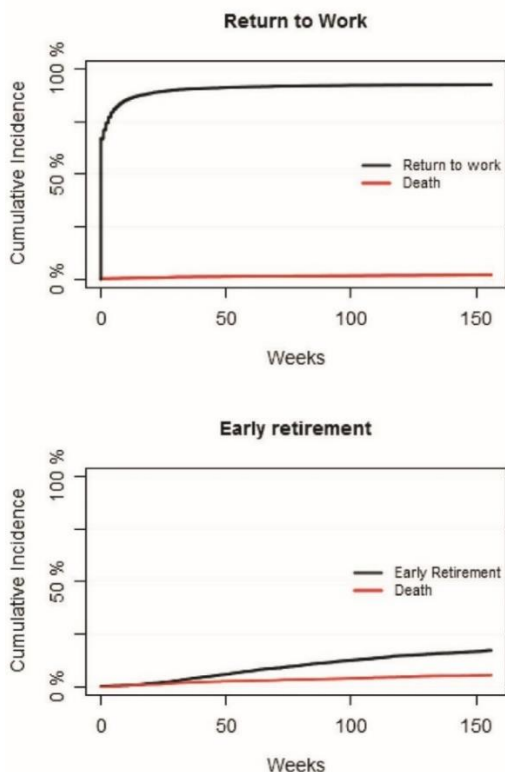 Return to Work
Cumulative Incidence
100 %
50 %
0 %
Return to work
Death
0 50 100 150
Weeks
Early retirement
Cumulative Incidence
100 %
50 %
0 %
Early Retirement
Death
0 50 100 150
Weeks